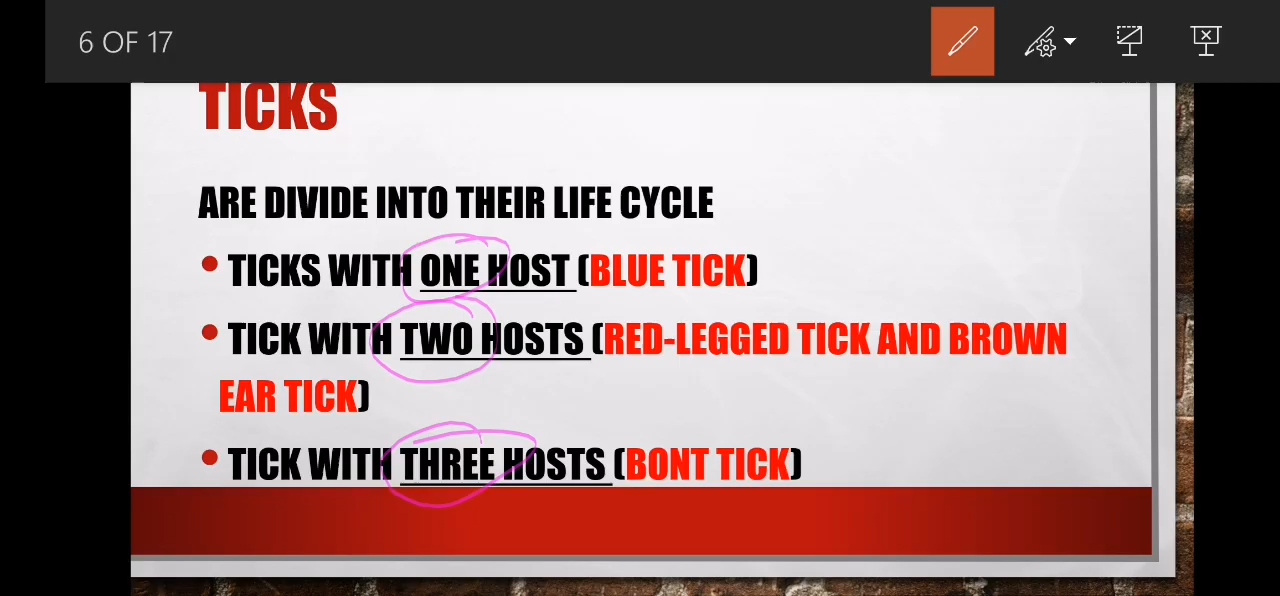 6 OF 17
TICKS
ARE DIVIDE INTO THEIR LIFE CYCLE
• TICKS WITH ONE HOST (BLUE TICK)
• TICK WITH TWO HOSTS (RED-LEGGED TICK AND BROWN
EAR TICK)
• TICK WITH THREE HOSTS (BONT TICK)